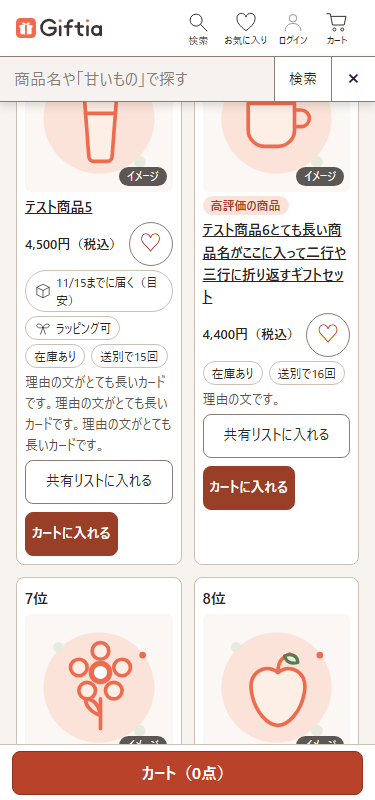 Giftia
検索
お気に入り
ログイン
カート
商品名や「甘いもの」で探す
検索
×
イメージ
テスト商品5
4,500円（税込）
11/15までに届く（目
安）
ラッピング可
在庫あり
送別で15回
理由の文がとても長いカード
です。理由の文がとても長い
カードです。理由の文がとても
長いカードです。
共有リストに入れる
カートに入れる
イメージ
高評価の商品
テスト商品6とても長い商
品名がここに入って二行や
三行に折り返すギフトセッ
ト
4,400円（税込）
在庫あり
送別で16回
理由の文です。
共有リストに入れる
カートに入れる
7位
イメージ
8位
イメージ
カート（0点）